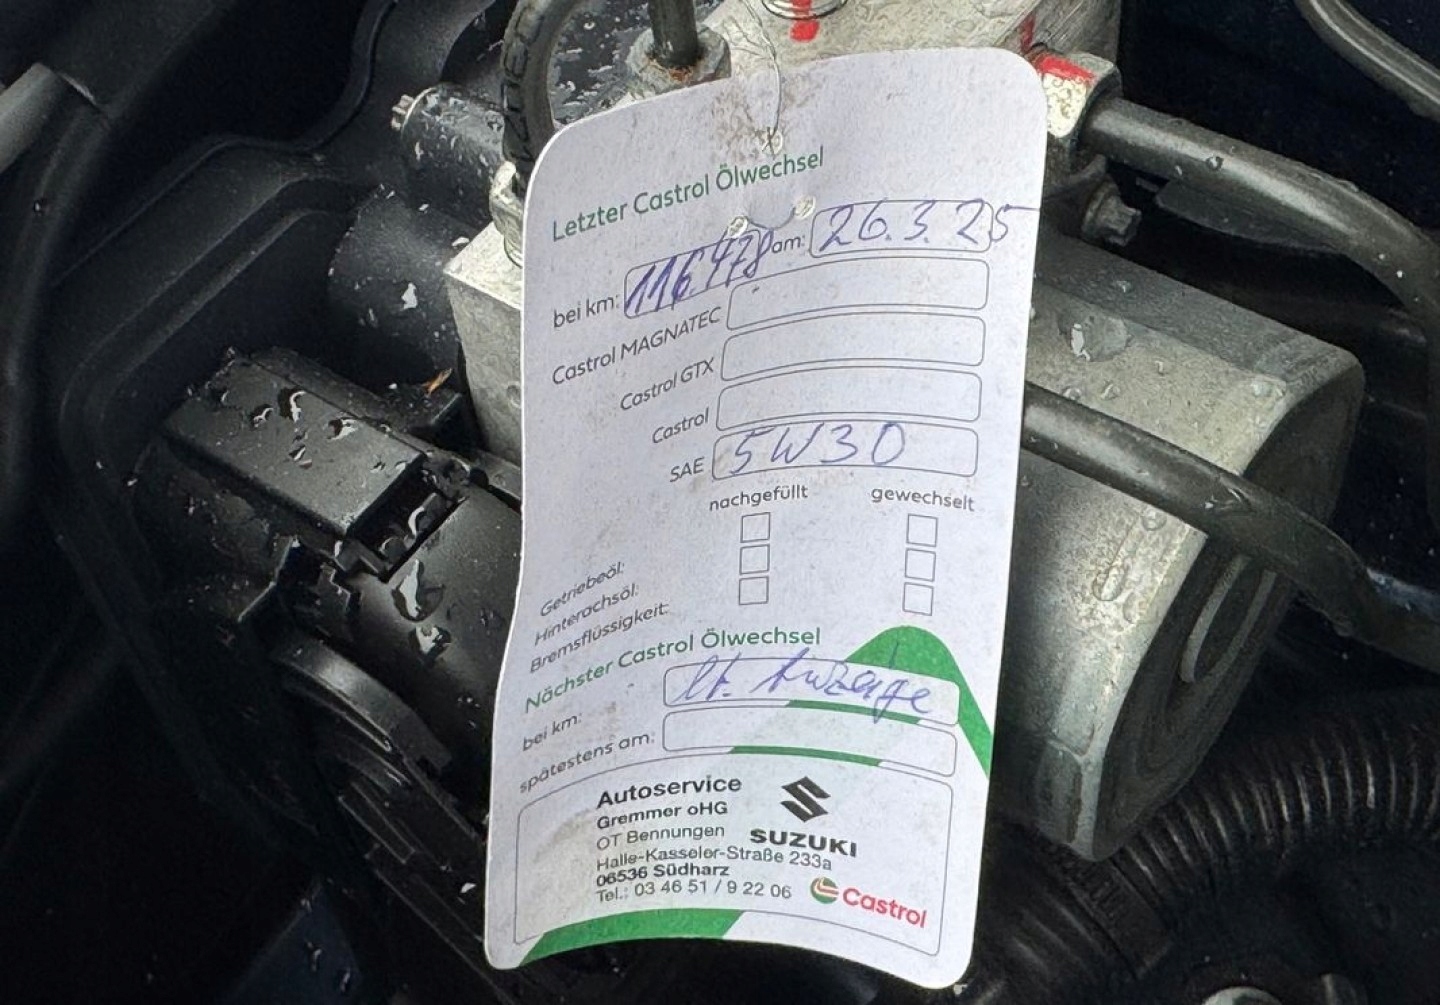 Letzter Castrol Ölwechsel
bei km: 116478 am: 26.3.25
Castrol MAGNATEC
Castrol GTX
Castrol
SAE 5W30
nachgefüllt gewechselt
Getriebeöl:
Hinterachsöl:
Bremsflüssigkeit:
Nächster Castrol Ölwechsel
bei km: lt. Anzeige
spätestens am:
Autoservice
Gremmer oHG
OT Bennungen
SUZUKI
Halle-Kasseler-Straße 233a
06536 Südharz
Tel.: 03 46 51 / 9 22 06
Castrol